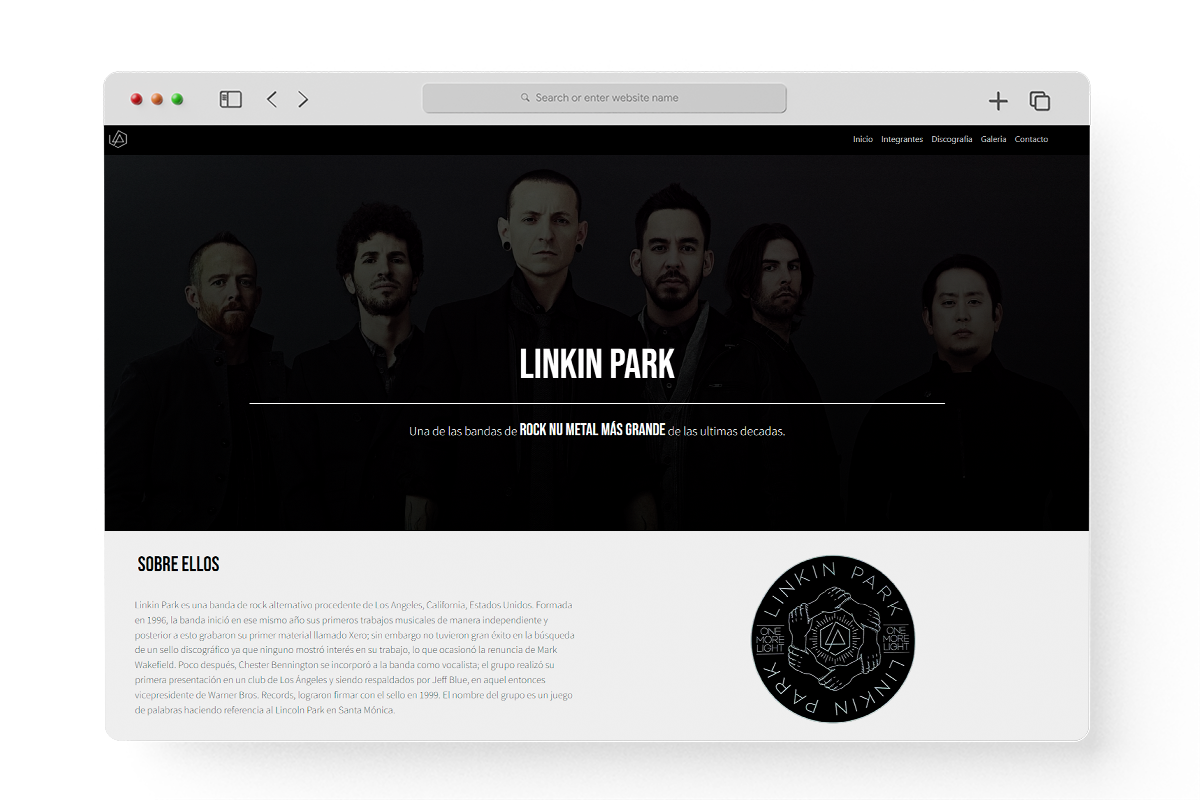 Search or enter website name
Inicio Integrantes Discografia Galeria Contacto
LINKIN PARK
Una de las bandas de ROCK NU METAL MÁS GRANDE de las ultimas decadas.
SOBRE ELLOS
Linkin Park es una banda de rock alternativo procedente de Los Angeles, California, Estados Unidos. Formada
en 1996, la banda inició en ese mismo año sus primeros trabajos musicales de manera independiente y
posterior a esto grabaron su primer material llamado Xero; sin embargo no tuvieron gran éxito en la búsqueda
de un sello discográfico ya que ninguno mostró interés en su trabajo, lo que ocasionó la renuncia de Mark
Wakefield. Poco después, Chester Bennington se incorporó a la banda como vocalista; el grupo realizó su
primera presentación en un club de Los Ángeles y siendo respaldados por Jeff Blue, en aquel entonces
vicepresidente de Warner Bros. Records, lograron firmar con el sello en 1999. El nombre del grupo es un juego
de palabras haciendo referencia al Lincoln Park en Santa Mónica.
LINKIN PARK
ONE
MORE
LIGHT
ONE
MORE
LIGHT
LINKIN PARK